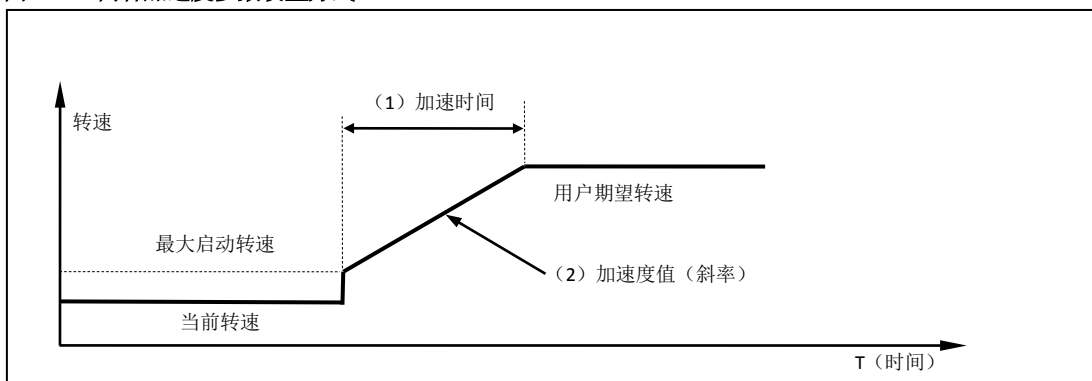 （1）加速时间
转速
用户期望转速
最大启动转速
（2）加速度值（斜率）
当前转速
T（时间）